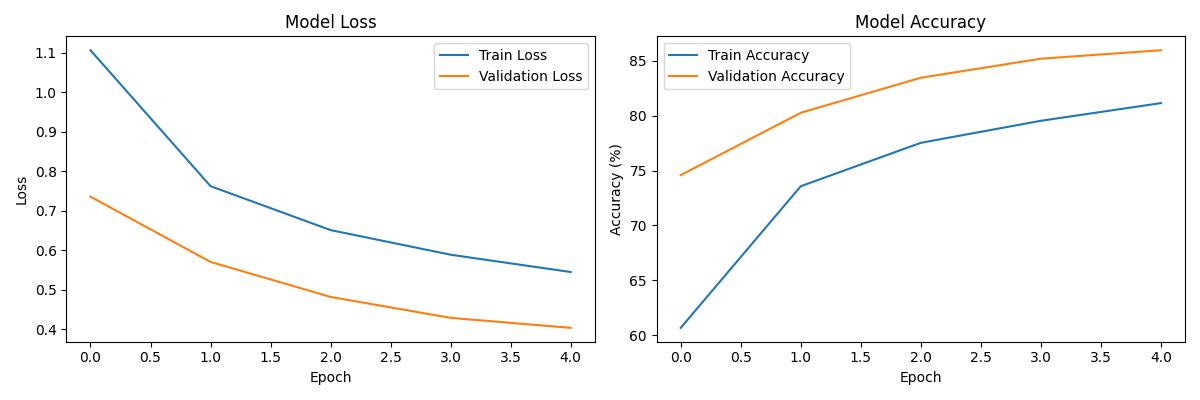 Model Loss
1.1
1.0
0.9
0.8
0.7
0.6
0.5
0.4
Loss
Train Loss
Validation Loss
0.0 0.5 1.0 1.5 2.0 2.5 3.0 3.5 4.0
Epoch
Model Accuracy
85
80
75
70
65
60
Accuracy (%)
Train Accuracy
Validation Accuracy
0.0 0.5 1.0 1.5 2.0 2.5 3.0 3.5 4.0
Epoch